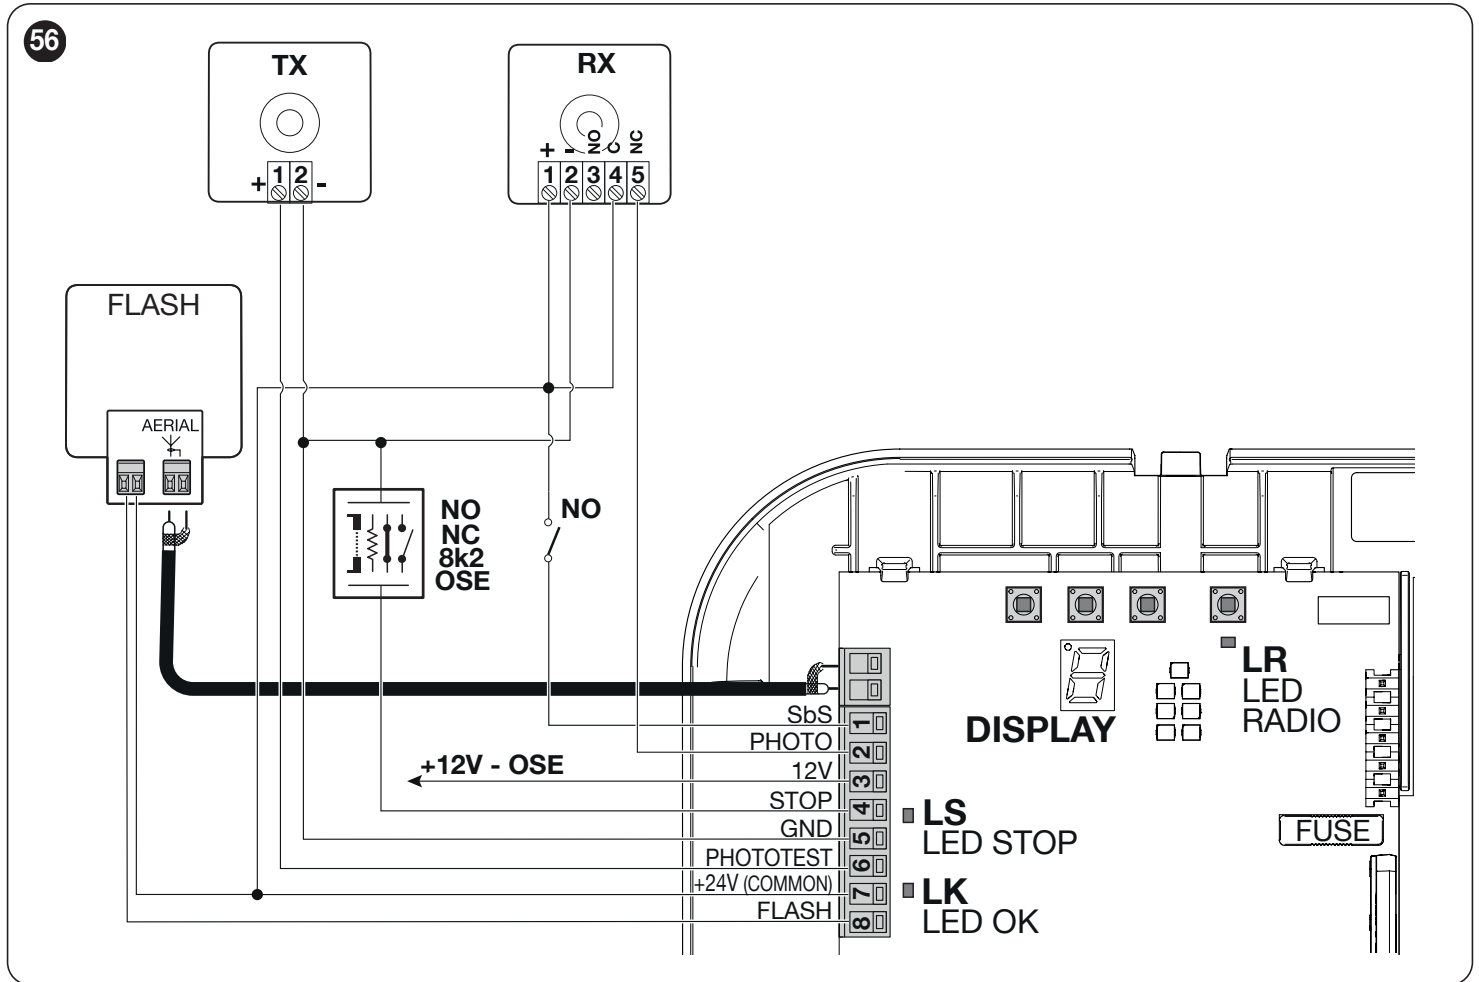 56
TX
RX
+ - NO C NC
1 2 3 4 5
+ 1 2 -
FLASH
AERIAL
NO
NC
8k2
OSE
NO
LR
LED
RADIO
DISPLAY
SbS 1
PHOTO 2
+12V - OSE
12V 3
STOP 4
GND 5
PHOTOTEST 6
+24V (COMMON) 7
FLASH 8
LS
LED STOP
LK
LED OK
FUSE